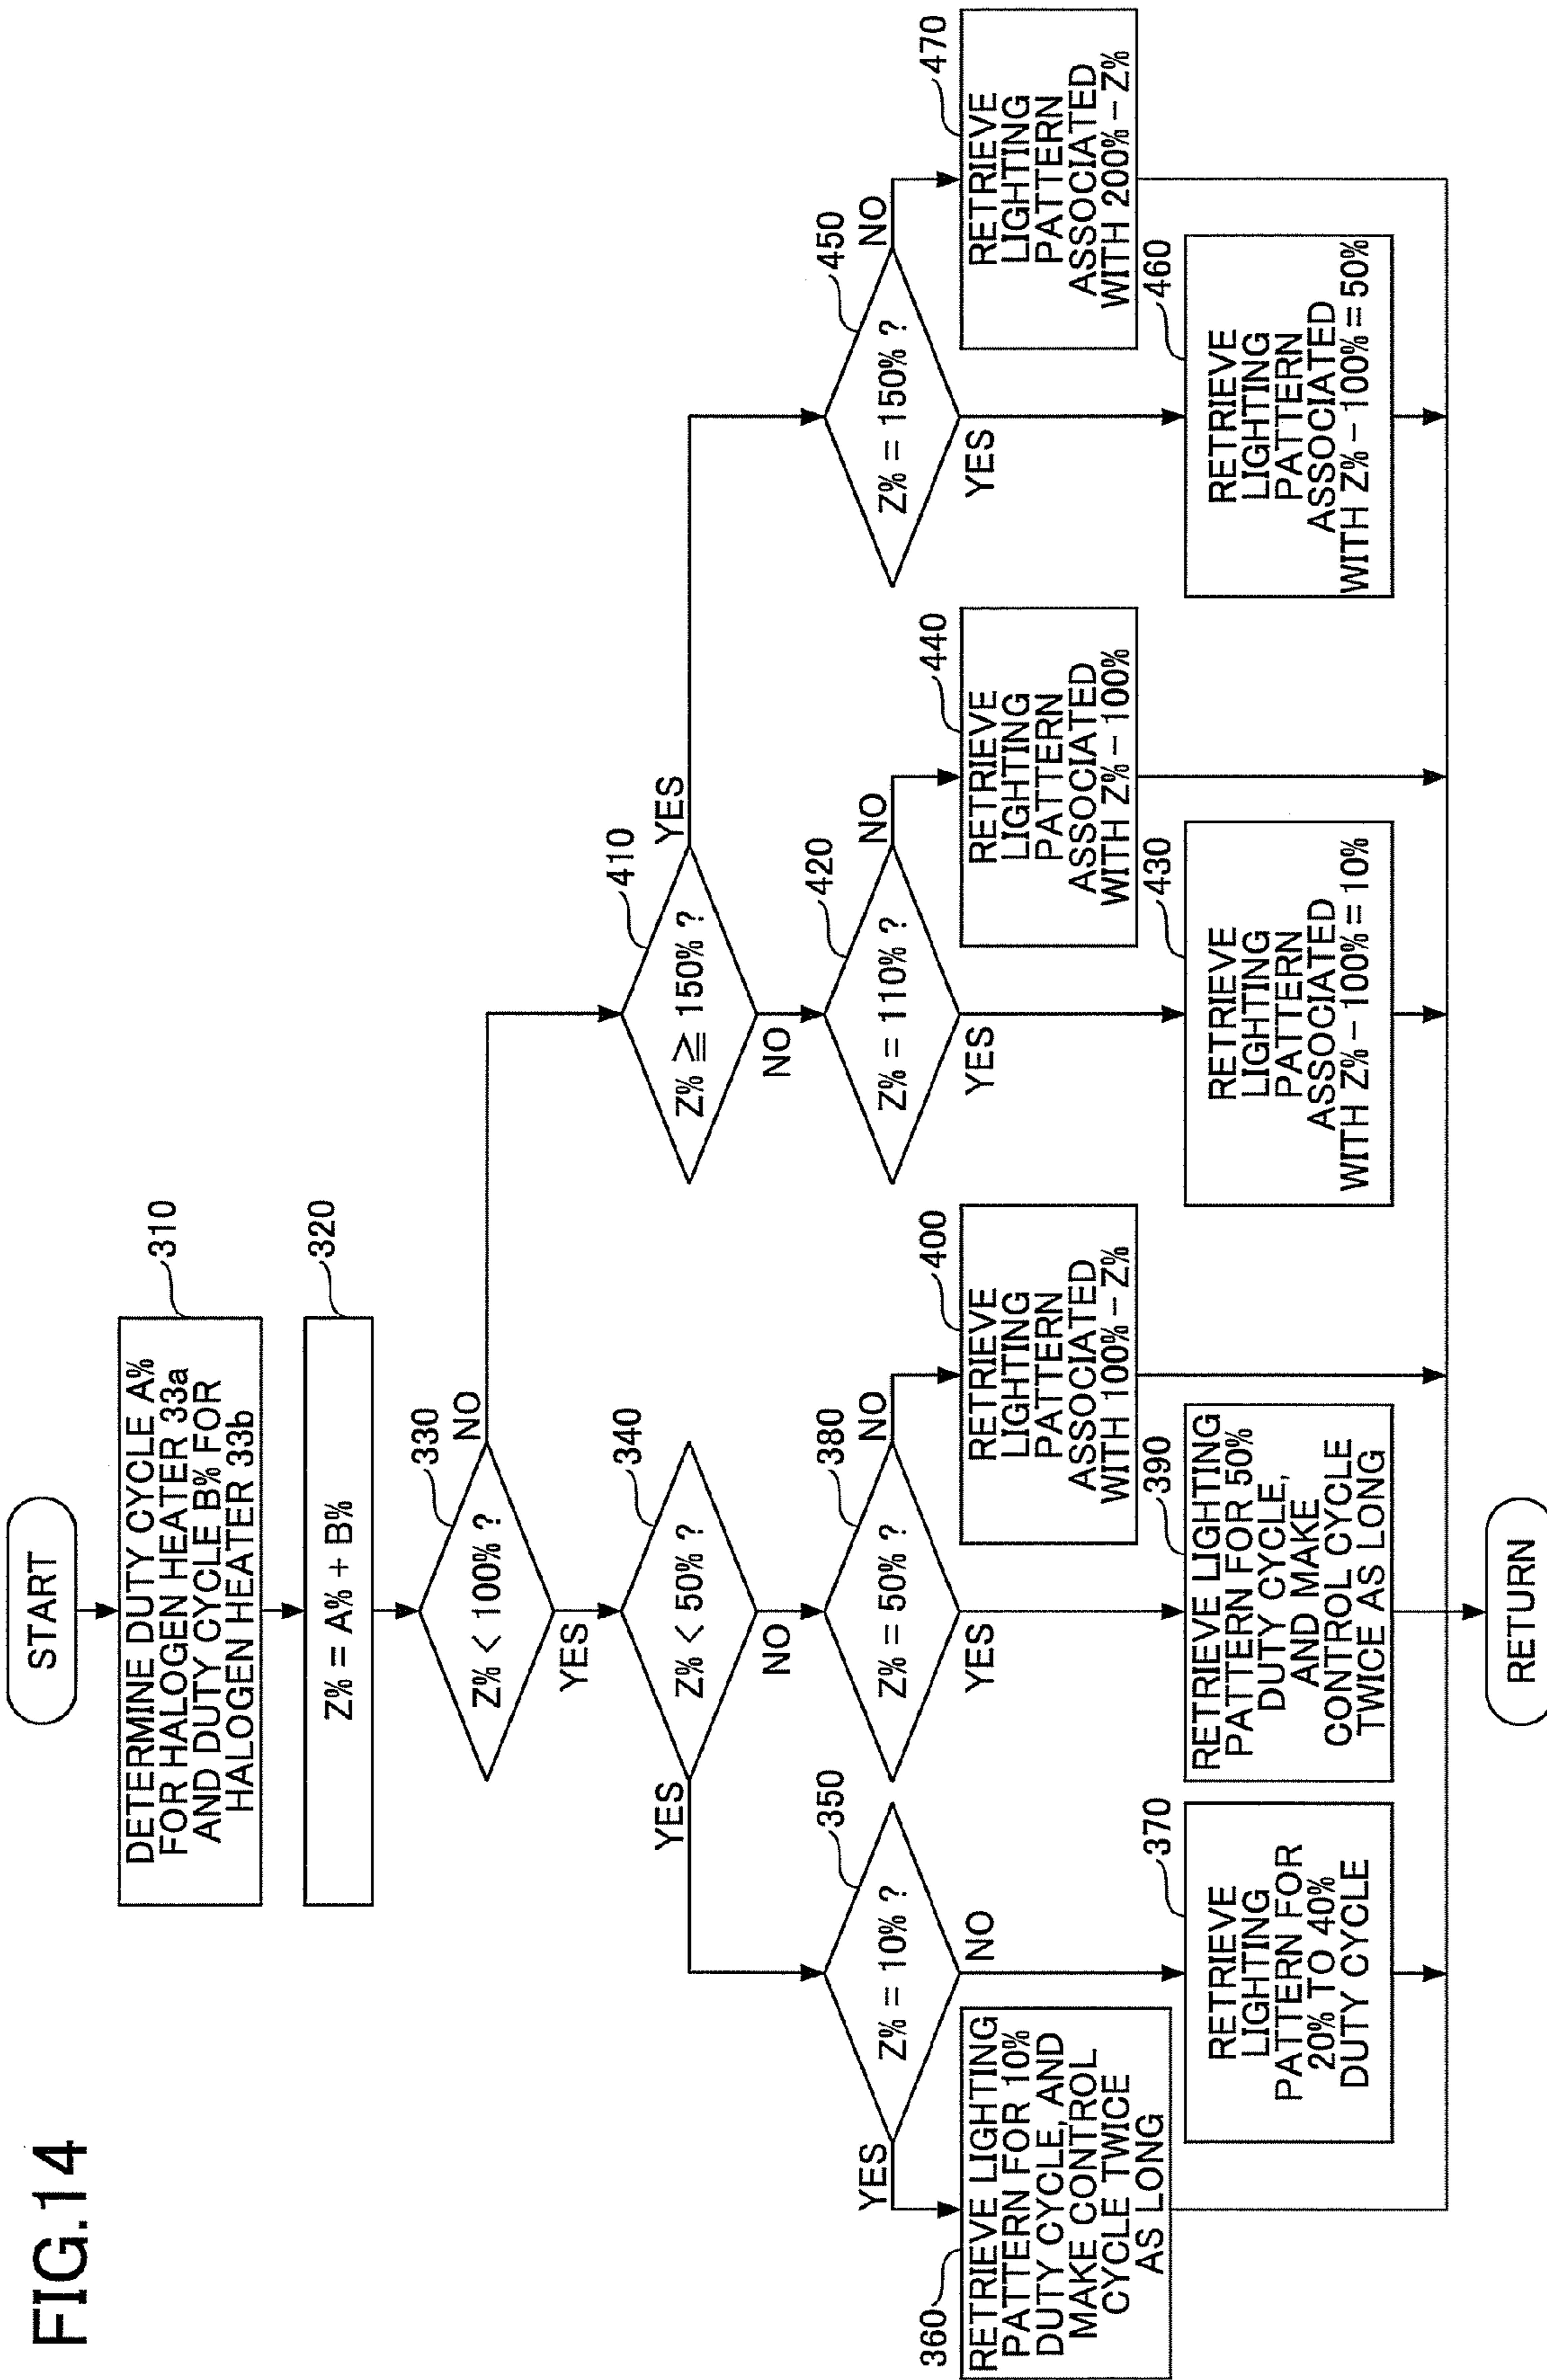 FIG.14
START
310
DETERMINE DUTY CYCLE A%
FOR HALOGEN HEATER 33a
AND DUTY CYCLE B% FOR
HALOGEN HEATER 33b
320
Z% = A% + B%
330
Z% < 100% ?
NO
YES
340
Z% < 50% ?
YES
NO
410
Z% ≧ 150% ?
YES
NO
350
Z% = 10% ?
YES
NO
380
Z% = 50% ?
NO
YES
420
Z% = 110% ?
NO
YES
450
Z% = 150% ?
NO
YES
360
RETRIEVE LIGHTING
PATTERN FOR 10%
DUTY CYCLE, AND
MAKE CONTROL
CYCLE TWICE
AS LONG
400
RETRIEVE
LIGHTING
PATTERN
ASSOCIATED
WITH 100% - Z%
440
RETRIEVE
LIGHTING
PATTERN
ASSOCIATED
WITH Z% - 100%
470
RETRIEVE
LIGHTING
PATTERN
ASSOCIATED
WITH 200% - Z%
370
RETRIEVE
LIGHTING
PATTERN FOR
20% TO 40%
DUTY CYCLE
390
RETRIEVE LIGHTING
PATTERN FOR 50%
DUTY CYCLE,
AND MAKE
CONTROL CYCLE
TWICE AS LONG
430
RETRIEVE
LIGHTING
PATTERN
ASSOCIATED
WITH Z% - 100% = 10%
460
RETRIEVE
LIGHTING
PATTERN
ASSOCIATED
WITH Z% - 100% = 50%
RETURN